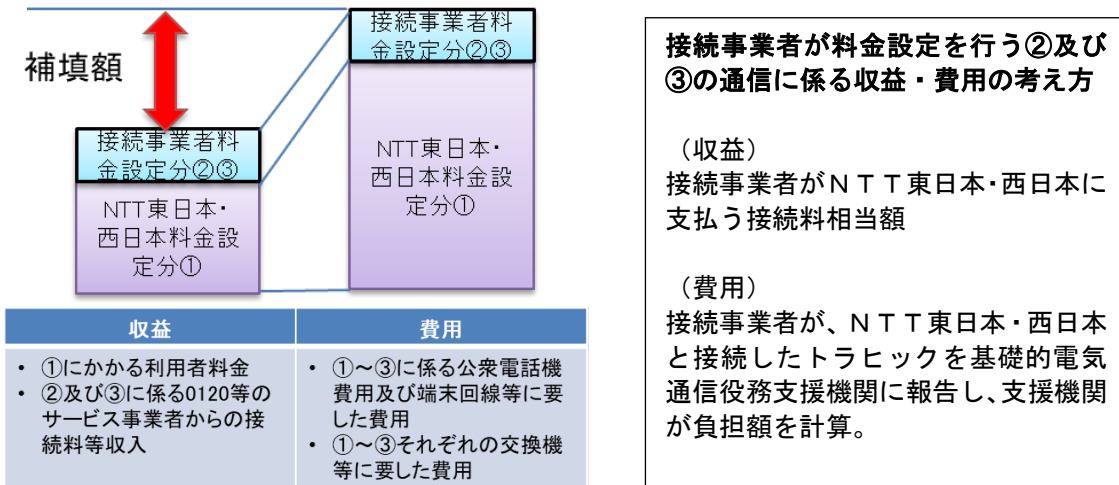 補填額
接続事業者料
金設定分②③
NTT東日本・
西日本料金設
定分①
接続事業者料
金設定分②③
NTT東日本・
西日本料金設
定分①
収益
費用
• ①にかかる利用者料金
• ②及び③に係る0120等の
サービス事業者からの接
続料等収入
• ①～③に係る公衆電話機
費用及び端末回線等に要
した費用
• ①～③それぞれの交換機
等に要した費用
接続事業者が料金設定を行う②及び
③の通信に係る収益・費用の考え方
（収益）
接続事業者がＮＴＴ東日本・西日本に
支払う接続料相当額
（費用）
接続事業者が、ＮＴＴ東日本・西日本
と接続したトラヒックを基礎的電気
通信役務支援機関に報告し、支援機関
が負担額を計算。